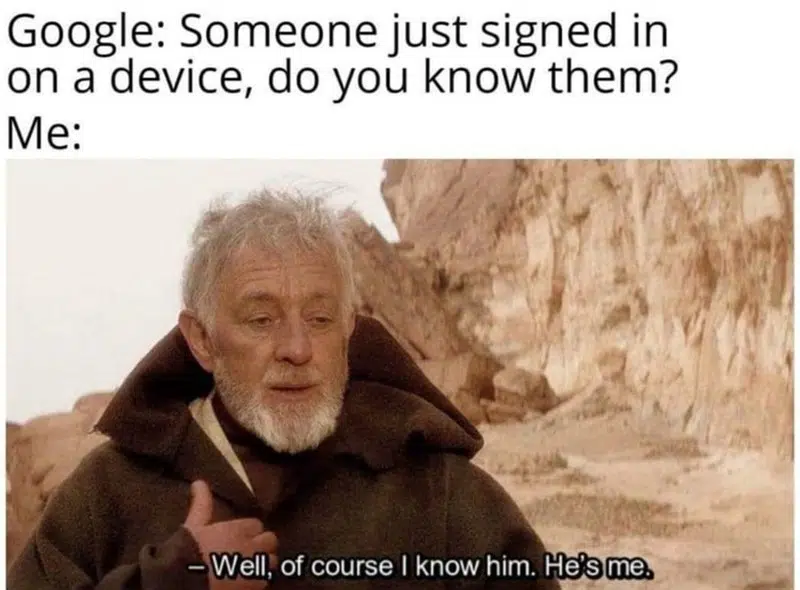 Google: Someone just signed in
on a device, do you know them?
Me:
– Well, of course I know him. He's me.